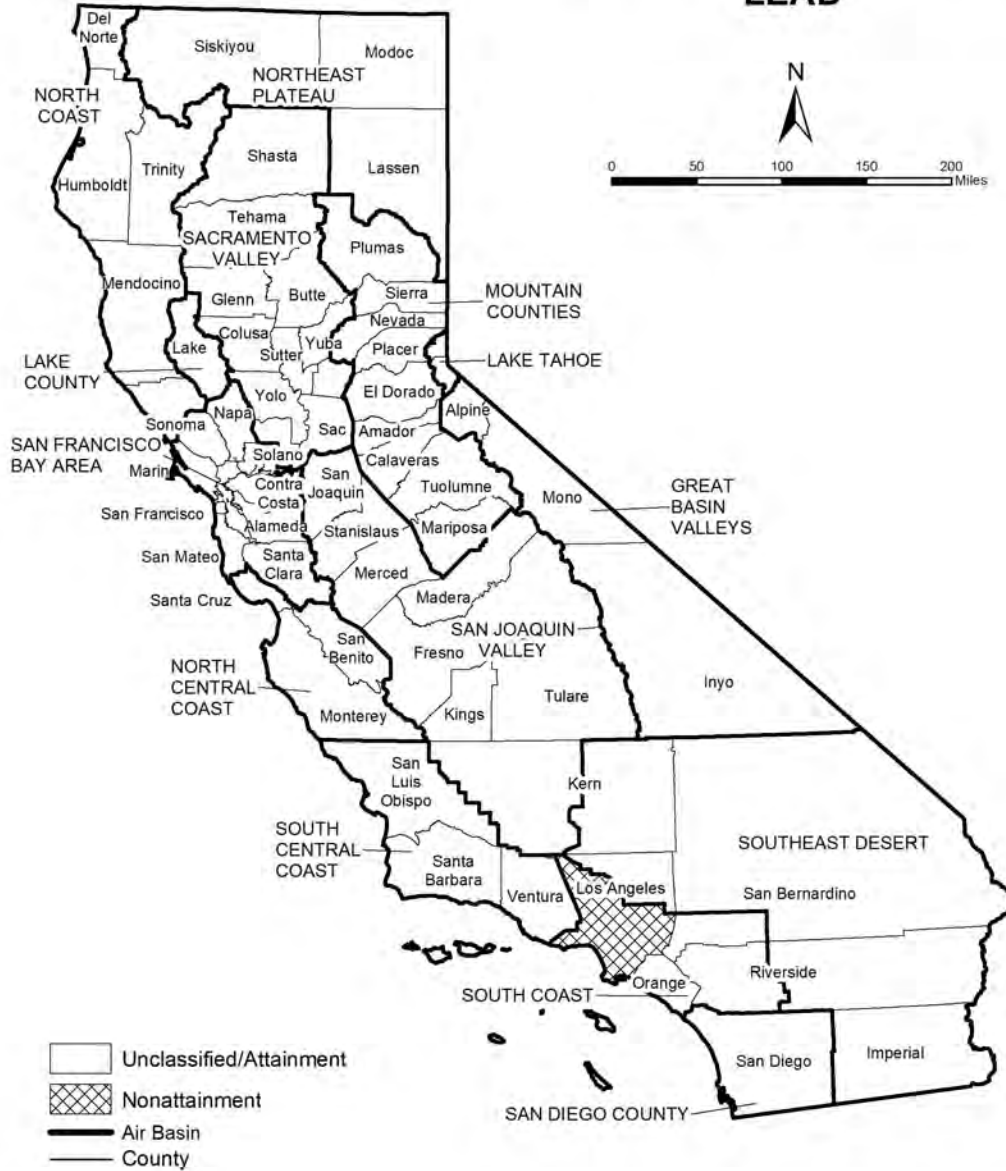 LEAD
N
0 50 100 150 200
Miles
Del
Norte
Siskiyou
Modoc
NORTHEAST
PLATEAU
NORTH
COAST
Trinity
Shasta
Lassen
Humboldt
Tehama
SACRAMENTO
VALLEY
Plumas
Mendocino
Glenn
Butte
Sierra
MOUNTAIN
COUNTIES
Nevada
Colusa
Yuba
Sutter
Placer
Lake
LAKE TAHOE
LAKE
COUNTY
Yolo
El Dorado
Napa
Alpine
Sonoma
Sac
Amador
SAN FRANCISCO
BAY AREA
Solano
Calaveras
Marin
Contra
Costa
San
Joaquin
Tuolumne
Mono
GREAT
BASIN
VALLEYS
San Francisco
Alameda
Stanislaus
Mariposa
San Mateo
Santa
Clara
Merced
Santa Cruz
Madera
SAN JOAQUIN
VALLEY
San
Benito
Fresno
NORTH
CENTRAL
COAST
Monterey
Kings
Tulare
Inyo
San
Luis
Obispo
Kern
SOUTH
CENTRAL
COAST
SOUTHEAST DESERT
Santa
Barbara
Ventura
Los Angeles
San Bernardino
Riverside
Orange
SOUTH COAST
San Diego
Imperial
SAN DIEGO COUNTY
Unclassified/Attainment
Nonattainment
Air Basin
County